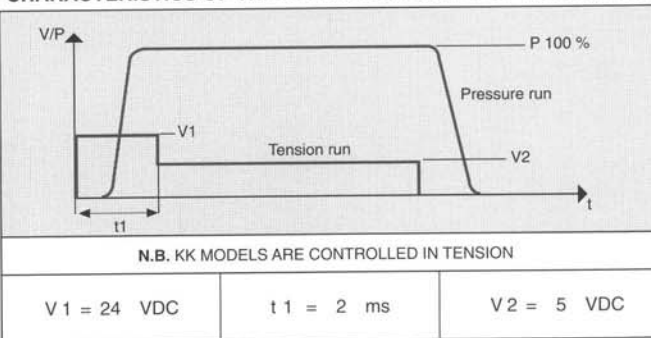 V/P
P 100 %
Pressure run
V1
Tension run
V2
t
t1
N.B. KK MODELS ARE CONTROLLED IN TENSION
V 1 = 24 VDC
t 1 = 2 ms
V 2 = 5 VDC